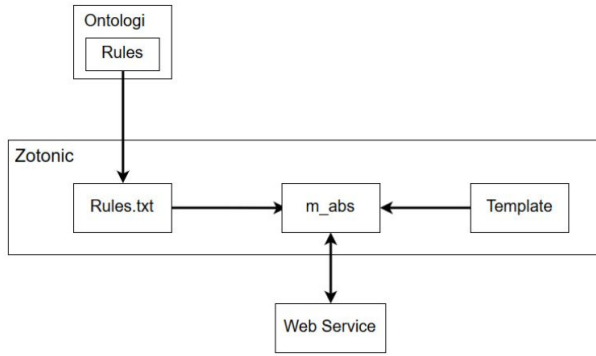 Ontologi
Rules
Zotonic
Rules.txt
m_abs
Template
Web Service